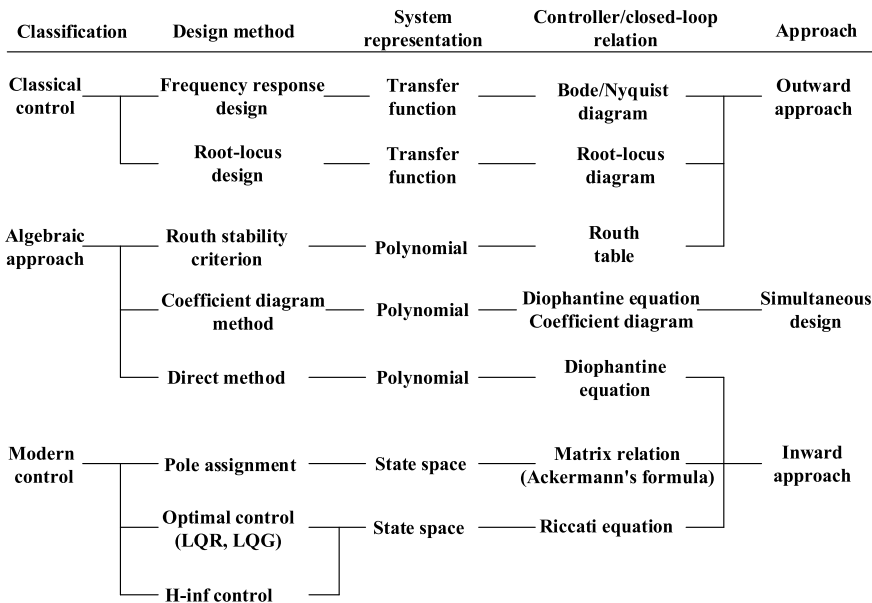 Classification
Design method
System
representation
Controller/closed-loop
relation
Approach
Classical
control
Frequency response
design
Transfer
function
Bode/Nyquist
diagram
Outward
approach
Root-locus
design
Transfer
function
Root-locus
diagram
Algebraic
approach
Routh stability
criterion
Polynomial
Routh
table
Coefficient diagram
method
Polynomial
Diophantine equation
Coefficient diagram
Simultaneous
design
Direct method
Polynomial
Diophantine
equation
Modern
control
Pole assignment
State space
Matrix relation
(Ackermann's formula)
Inward
approach
Optimal control
(LQR, LQG)
State space
Riccati equation
H-inf control